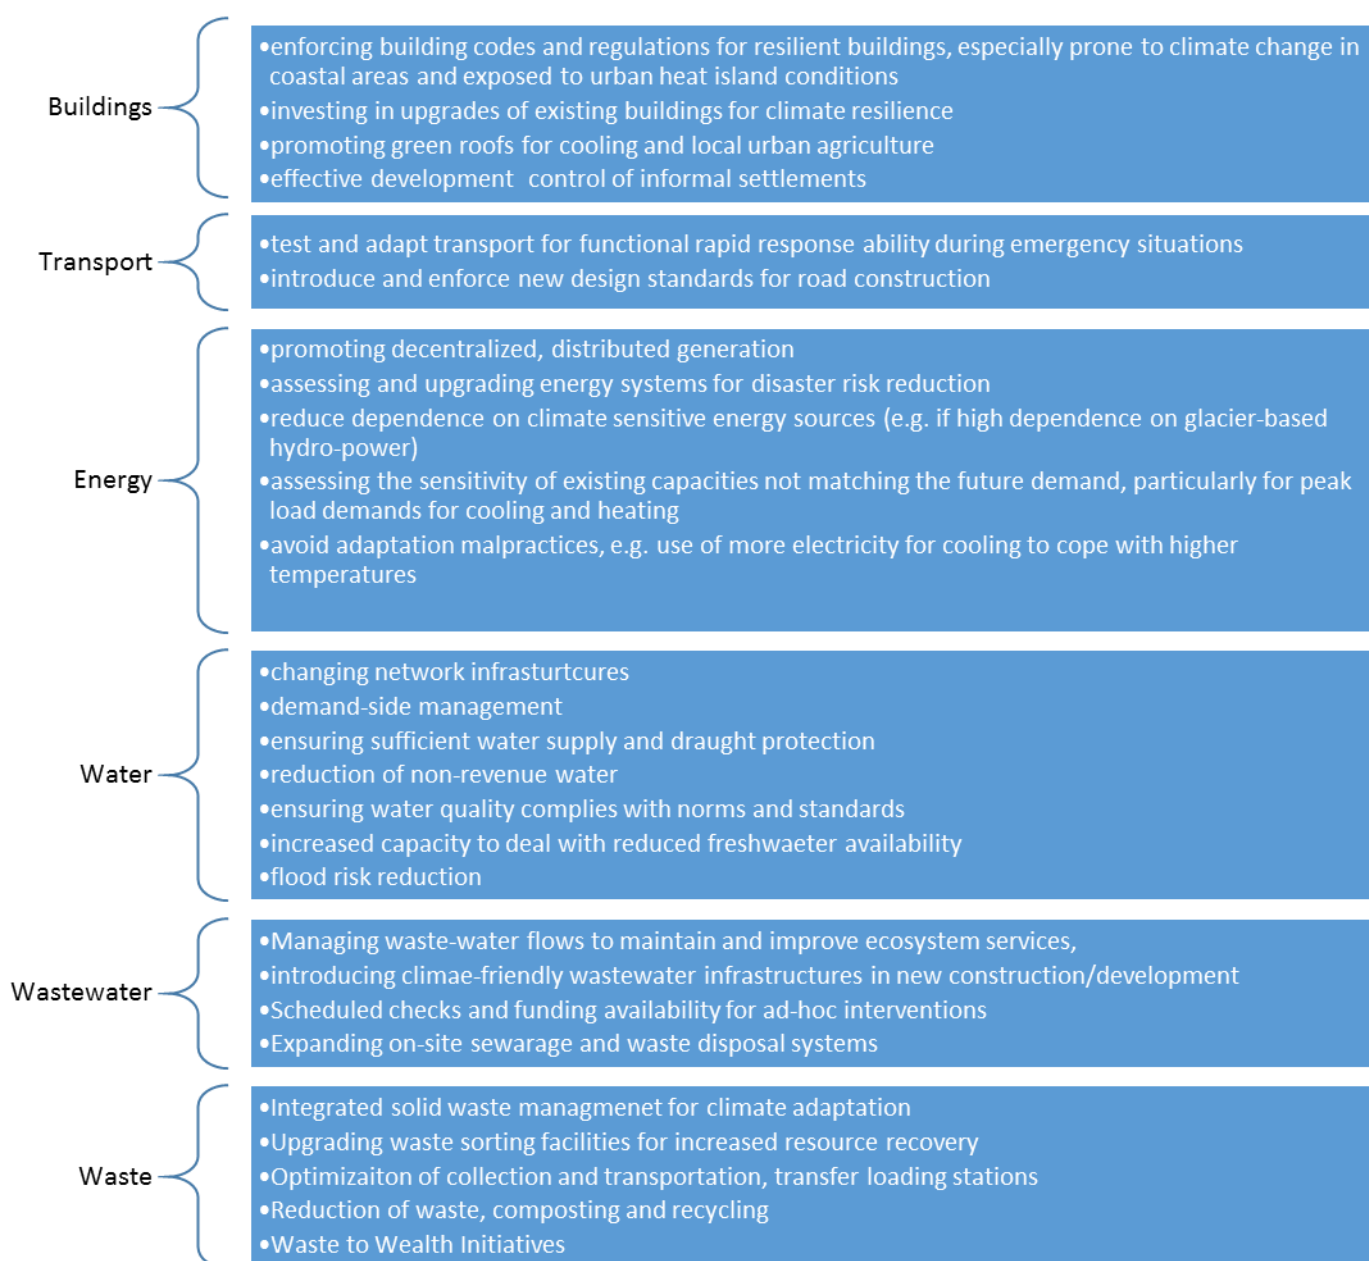 Buildings
•enforcing building codes and regulations for resilient buildings, especially prone to climate change in
coastal areas and exposed to urban heat island conditions
•investing in upgrades of existing buildings for climate resilience
•promoting green roofs for cooling and local urban agriculture
•effective development  control of informal settlements
Transport
•test and adapt transport for functional rapid response ability during emergency situations
•introduce and enforce new design standards for road construction
Energy
•promoting decentralized, distributed generation
•assessing and upgrading energy systems for disaster risk reduction
•reduce dependence on climate sensitive energy sources (e.g. if high dependence on glacier-based
hydro-power)
•assessing the sensitivity of existing capacities not matching the future demand, particularly for peak
load demands for cooling and heating
•avoid adaptation malpractices, e.g. use of more electricity for cooling to cope with higher
temperatures
Water
•changing network infrasturtcures
•demand-side management
•ensuring sufficient water supply and draught protection
•reduction of non-revenue water
•ensuring water quality complies with norms and standards
•increased capacity to deal with reduced freshwaeter availability
•flood risk reduction
Wastewater
•Managing waste-water flows to maintain and improve ecosystem services,
•introducing climae-friendly wastewater infrastructures in new construction/development
•Scheduled checks and funding availability for ad-hoc interventions
•Expanding on-site sewarage and waste disposal systems
Waste
•Integrated solid waste managmenet for climate adaptation
•Upgrading waste sorting facilities for increased resource recovery
•Optimizaiton of collection and transportation, transfer loading stations
•Reduction of waste, composting and recycling
•Waste to Wealth Initiatives